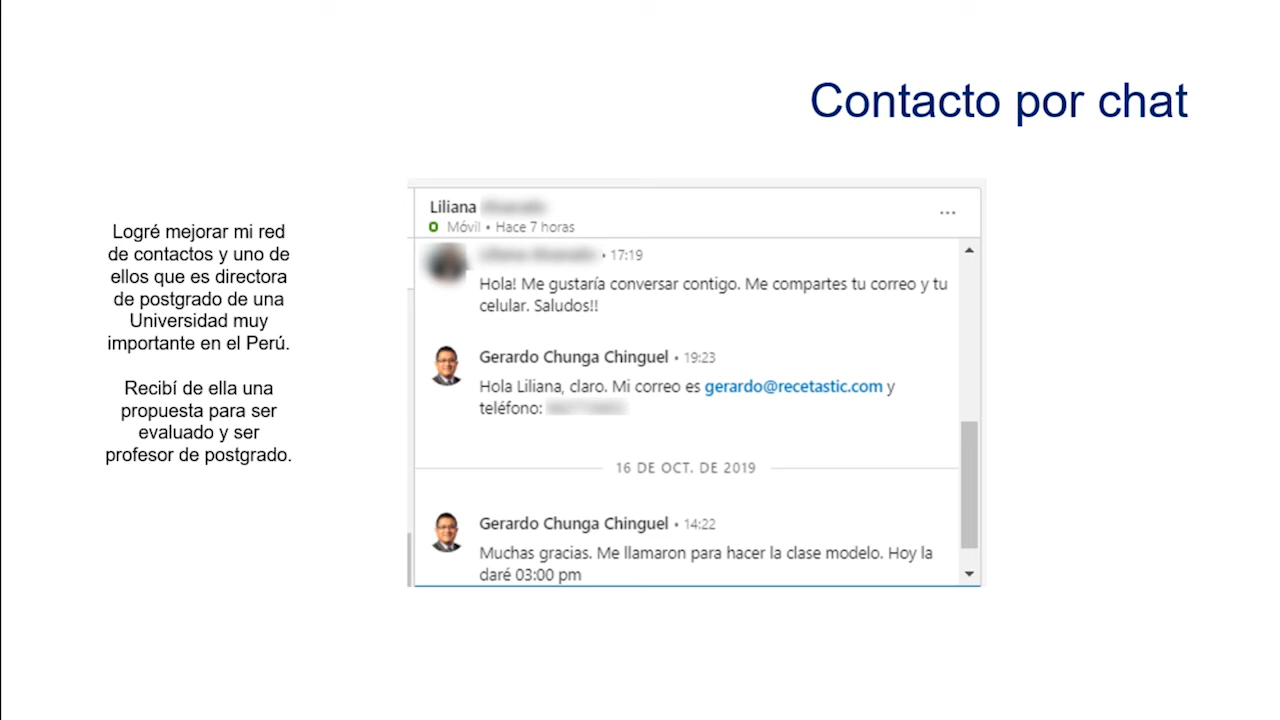 Contacto por chat
Logré mejorar mi red
de contactos y uno de
ellos que es directora
de postgrado de una
Universidad muy
importante en el Perú.
Recibí de ella una
propuesta para ser
evaluado y ser
profesor de postgrado.
Liliana
Móvil • Hace 7 horas
• 17:19
Hola! Me gustaría conversar contigo. Me compartes tu correo y tu
celular. Saludos!!
Gerardo Chunga Chinguel • 19:23
Hola Liliana, claro. Mi correo es gerardo@recetastic.com y
teléfono:
16 DE OCT. DE 2019
Gerardo Chunga Chinguel • 14:22
Muchas gracias. Me llamaron para hacer la clase modelo. Hoy la
daré 03:00 pm